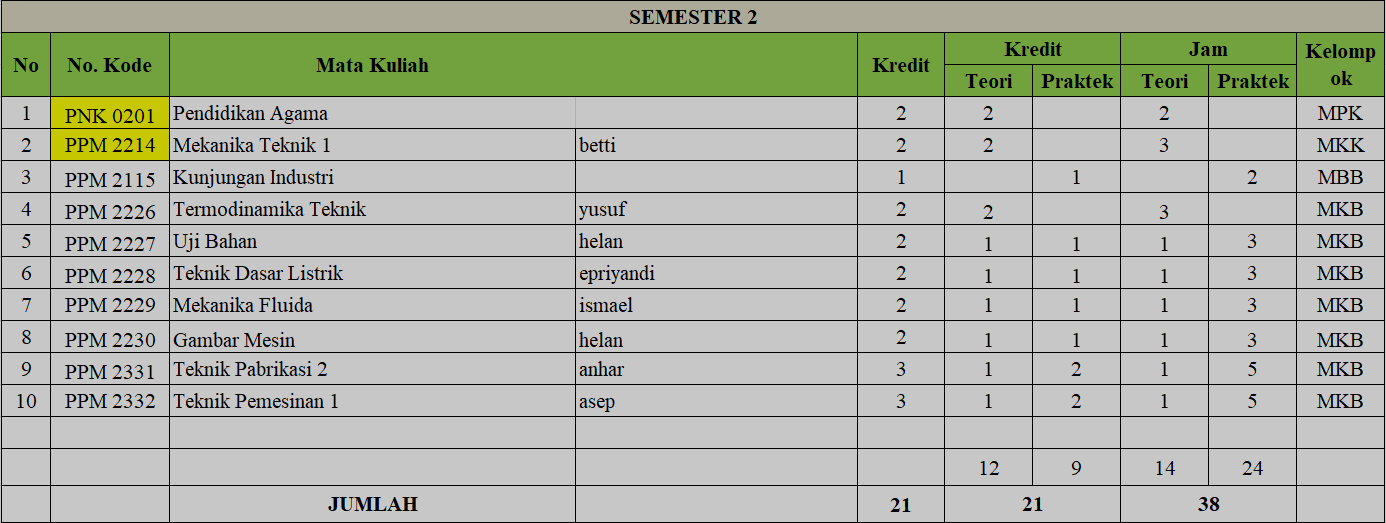 SEMESTER 2
No No. Kode Mata Kuliah Kredit Kredit Jam Kelomp
ok
Teori Praktek Teori Praktek
1 PNK 0201 Pendidikan Agama 2 2 2 MPK
2 PPM 2214 Mekanika Teknik 1 betti 2 2 3 MKK
3 PPM 2115 Kunjungan Industri 1 1 2 MBB
4 PPM 2226 Termodinamika Teknik yusuf 2 2 3 MKB
5 PPM 2227 Uji Bahan helan 2 1 1 1 3 MKB
6 PPM 2228 Teknik Dasar Listrik epriyandi 2 1 1 1 3 MKB
7 PPM 2229 Mekanika Fluida ismael 2 1 1 1 3 MKB
8 PPM 2230 Gambar Mesin helan 2 1 1 1 3 MKB
9 PPM 2331 Teknik Pabrikasi 2 anhar 3 1 2 1 5 MKB
10 PPM 2332 Teknik Pemesinan 1 asep 3 1 2 1 5 MKB
12 9 14 24
JUMLAH 21 21 38